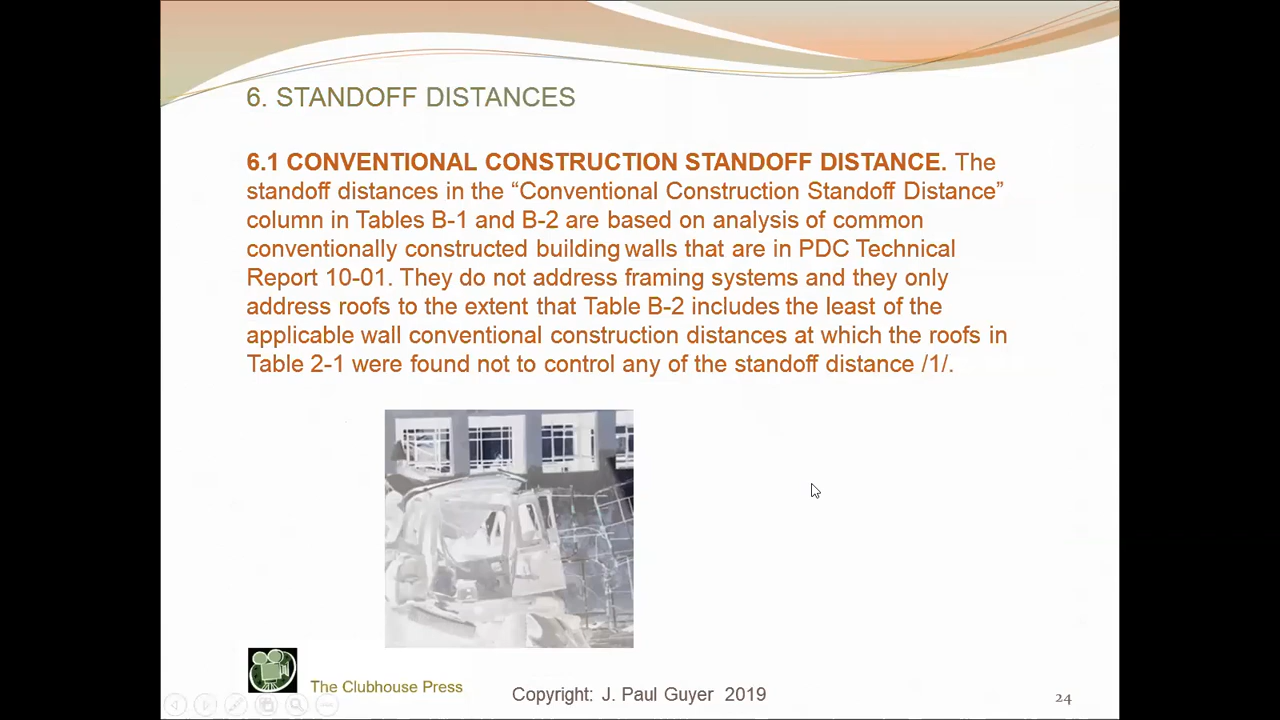 6. STANDOFF DISTANCES
6.1 CONVENTIONAL CONSTRUCTION STANDOFF DISTANCE. The
standoff distances in the “Conventional Construction Standoff Distance”
column in Tables B-1 and B-2 are based on analysis of common
conventionally constructed building walls that are in PDC Technical
Report 10-01. They do not address framing systems and they only
address roofs to the extent that Table B-2 includes the least of the
applicable wall conventional construction distances at which the roofs in
Table 2-1 were found not to control any of the standoff distance /1/.
The Clubhouse Press
Copyright: J. Paul Guyer 2019
24